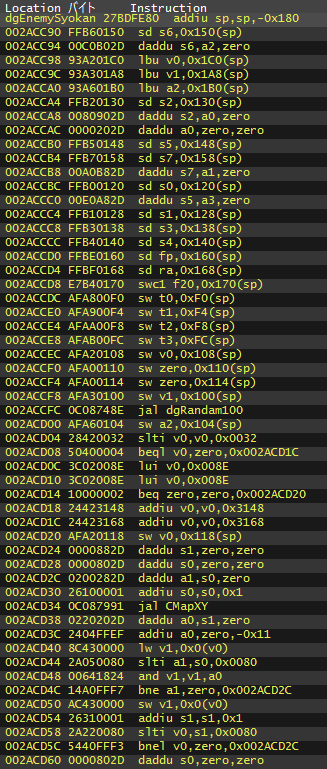 Location バイト Instruction
dgEnemySyokan 27BDFE80 addiu sp,sp,-0x180
002ACC90 FFB60150 sd s6,0x150(sp)
002ACC94 00C0B02D daddu s6,a2,zero
002ACC98 93A201C0 lbu v0,0x1C0(sp)
002ACC9C 93A301A8 lbu v1,0x1A8(sp)
002ACCA0 93A601B0 lbu a2,0x1B0(sp)
002ACCA4 FFB20130 sd s2,0x130(sp)
002ACCA8 0080902D daddu s2,a0,zero
002ACCAC 0000202D daddu a0,zero,zero
002ACCB0 FFB50148 sd s5,0x148(sp)
002ACCB4 FFB70158 sd s7,0x158(sp)
002ACCB8 00A0B82D daddu s7,a1,zero
002ACCBC FFB00120 sd s0,0x120(sp)
002ACCC0 00E0A82D daddu s5,a3,zero
002ACCC4 FFB10128 sd s1,0x128(sp)
002ACCC8 FFB30138 sd s3,0x138(sp)
002ACCCC FFB40140 sd s4,0x140(sp)
002ACCD0 FFBE0160 sd fp,0x160(sp)
002ACCD4 FFBF0168 sd ra,0x168(sp)
002ACCD8 E7B40170 swc1 f20,0x170(sp)
002ACCDC AFA800F0 sw t0,0xF0(sp)
002ACCE0 AFA900F4 sw t1,0xF4(sp)
002ACCE4 AFAA00F8 sw t2,0xF8(sp)
002ACCE8 AFAB00FC sw t3,0xFC(sp)
002ACCEC AFA20108 sw v0,0x108(sp)
002ACCF0 AFA00110 sw zero,0x110(sp)
002ACCF4 AFA00114 sw zero,0x114(sp)
002ACCF8 AFA30100 sw v1,0x100(sp)
002ACCFC 0C08748E jal dgRandam100
002ACD00 AFA60104 sw a2,0x104(sp)
002ACD04 28420032 slti v0,v0,0x0032
002ACD08 50400004 beql v0,zero,0x002ACD1C
002ACD0C 3C02008E lui v0,0x008E
002ACD10 3C02008E lui v0,0x008E
002ACD14 10000002 beq zero,zero,0x002ACD20
002ACD18 24423148 addiu v0,v0,0x3148
002ACD1C 24423168 addiu v0,v0,0x3168
002ACD20 AFA20118 sw v0,0x118(sp)
002ACD24 0000882D daddu s1,zero,zero
002ACD28 0000802D daddu s0,zero,zero
002ACD2C 0200282D daddu a1,s0,zero
002ACD30 26100001 addiu s0,s0,0x1
002ACD34 0C087991 jal CMapXY
002ACD38 0220202D daddu a0,s1,zero
002ACD3C 2404FFEF addiu a0,zero,-0x11
002ACD40 8C430000 lw v1,0x0(v0)
002ACD44 2A050080 slti a1,s0,0x0080
002ACD48 00641824 and v1,v1,a0
002ACD4C 14A0FFF7 bne a1,zero,0x002ACD2C
002ACD50 AC430000 sw v1,0x0(v0)
002ACD54 26310001 addiu s1,s1,0x1
002ACD58 2A220080 slti v0,s1,0x0080
002ACD5C 5440FFF3 bnel v0,zero,0x002ACD2C
002ACD60 0000802D daddu s0,zero,zero